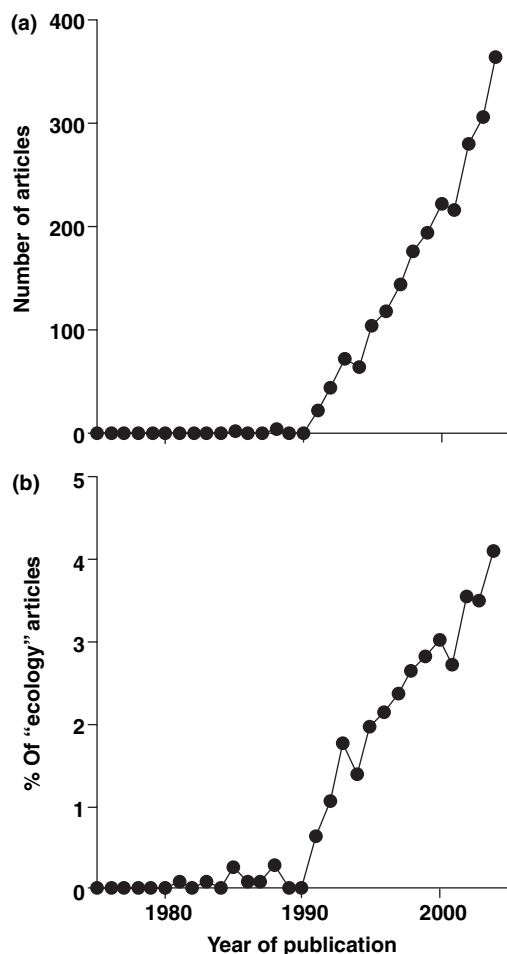 (a)
400
300
200
100
0
Number of articles
(b)
5
4
3
2
1
0
% Of “ecology” articles
1980
1990
2000
Year of publication